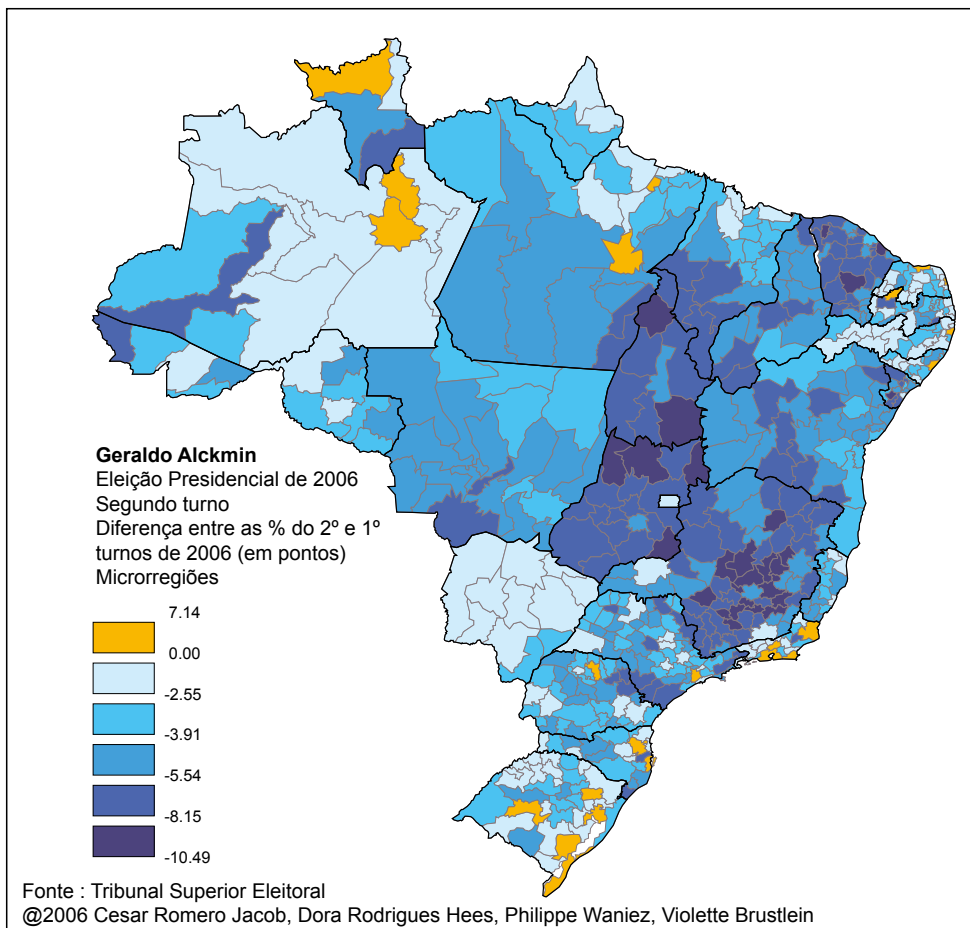 Geraldo Alckmin
Eleição Presidencial de 2006
Segundo turno
Diferença entre as % do 2º e 1º
turnos de 2006 (em pontos)
Microrregiões
7.14
0.00
-2.55
-3.91
-5.54
-8.15
-10.49
Fonte : Tribunal Superior Eleitoral
@2006 Cesar Romero Jacob, Dora Rodrigues Hees, Philippe Waniez, Violette Brustlein